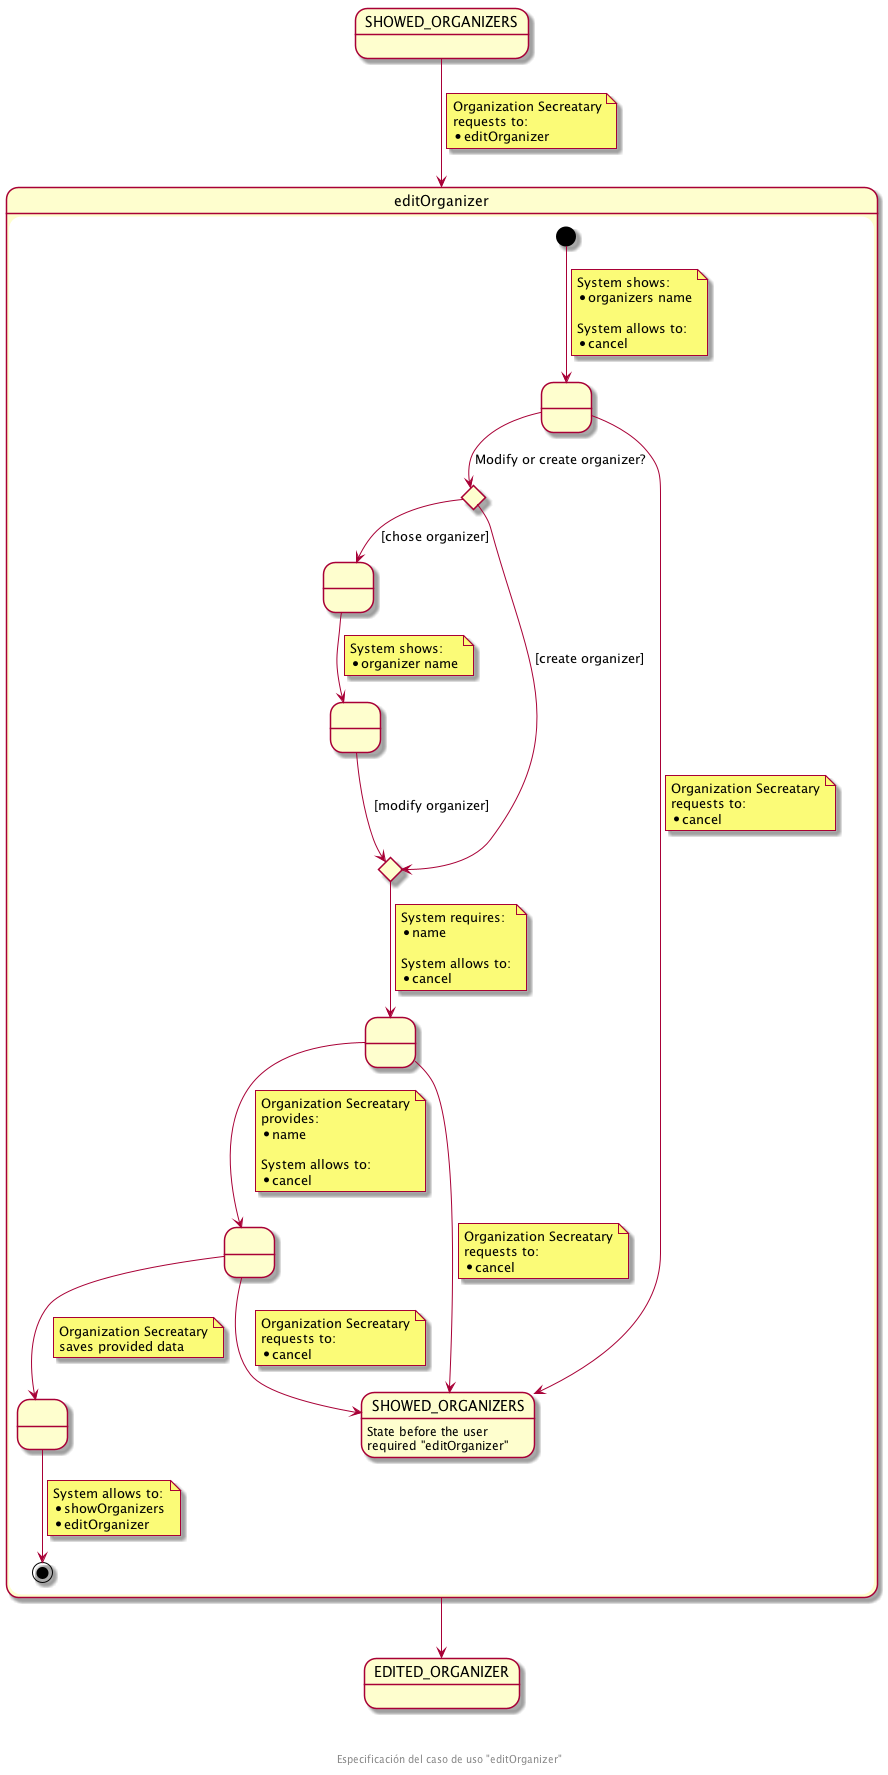 SHOWED_ORGANIZERS
Organization Secreatary
requests to:
• editOrganizer
editOrganizer
System shows:
• organizers name
System allows to:
• cancel
Modify or create organizer?
[chose organizer]
System shows:
• organizer name
[create organizer]
[modify organizer]
Organization Secreatary
requests to:
• cancel
System requires:
• name
System allows to:
• cancel
Organization Secreatary
provides:
• name
System allows to:
• cancel
Organization Secreatary
requests to:
• cancel
Organization Secreatary
saves provided data
Organization Secreatary
requests to:
• cancel
SHOWED_ORGANIZERS
State before the user
required "editOrganizer"
System allows to:
• showOrganizers
• editOrganizer
EDITED_ORGANIZER
Especificación del caso de uso "editOrganizer"